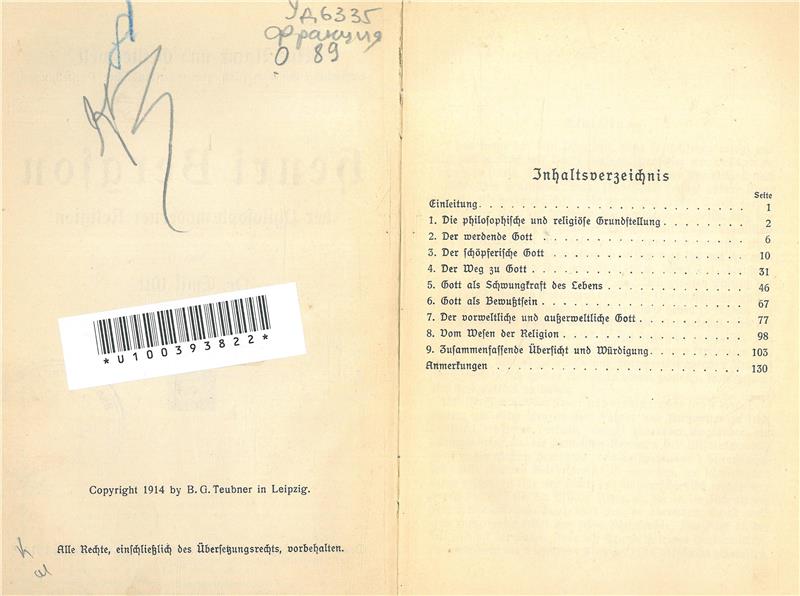 УД6335
Франция
О 89
*U100393822*
Copyright 1914 by B. G. Teubner in Leipzig.
Alle Rechte, einschließlich des Übersetzungsrechts, vorbehalten.
Inhaltsverzeichnis
Seite
Einleitung. . . . . . . . . . . . . . . . . . . . 1
1. Die philosophische und religiöse Grundstellung . . . . . . . 2
2. Der werdende Gott . . . . . . . . . . . . . . . 6
3. Der schöpferische Gott . . . . . . . . . . . . . . 10
4. Der Weg zu Gott . . . . . . . . . . . . . . . . 31
5. Gott als Schwungkraft des Lebens . . . . . . . . . . . 46
6. Gott als Bewußtsein . . . . . . . . . . . . . . . 67
7. Der vorweltliche und außerweltliche Gott . . . . . . . . . 77
8. Vom Wesen der Religion . . . . . . . . . . . . . . 98
9. Zusammenfassende Übersicht und Würdigung. . . . . . . . 103
Anmerkungen . . . . . . . . . . . . . . . . . . 130